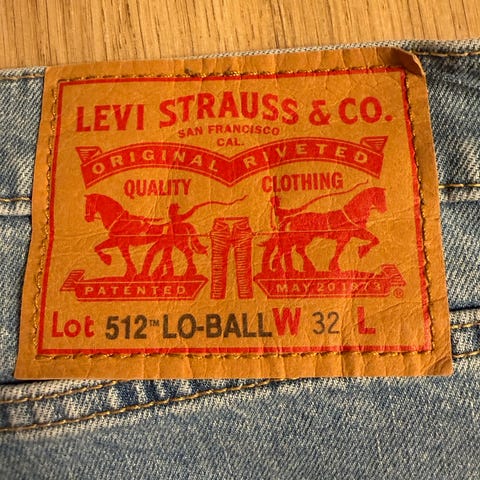 LEVI STRAUSS & CO.
SAN FRANCISCO
CAL.
ORIGINAL RIVETED
QUALITY CLOTHING
PATENTED MAY 20 1873 ®
Lot 512™ LO-BALL W 32 L